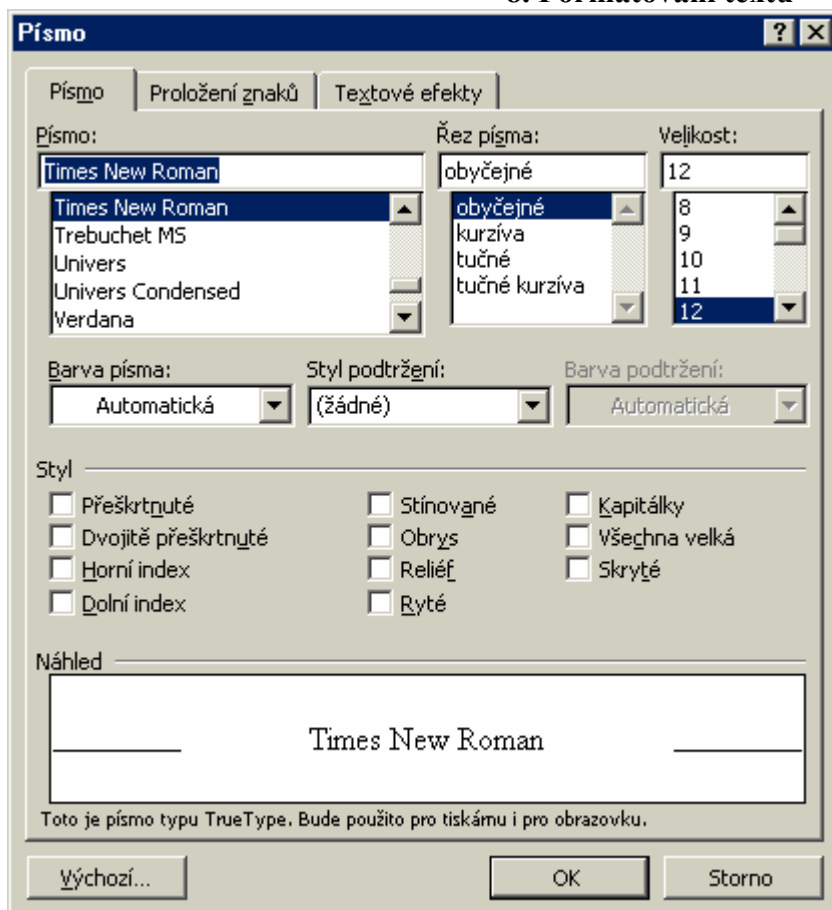 8. Formátování textu
Písmo
Písmo Proložení znaků Textové efekty
Písmo: Řez písma: Velikost:
Times New Roman obyčejné 12
Times New Roman obyčejné 8
Trebuchet MS kurzíva 9
Univers tučné 10
Univers Condensed tučné kurzíva 11
Verdana 12
Barva písma: Styl podtržení: Barva podtržení:
Automatická (žádné) Automatická
Styl
Přeškrtnuté Stínované Kapitálky
Dvojitě přeškrtnuté Obrys Všechna velká
Horní index Reliéf Skryté
Dolní index Ryté
Náhled
Times New Roman
Toto je písmo typu TrueType. Bude použito pro tiskárnu i pro obrazovku.
Výchozí... OK Storno